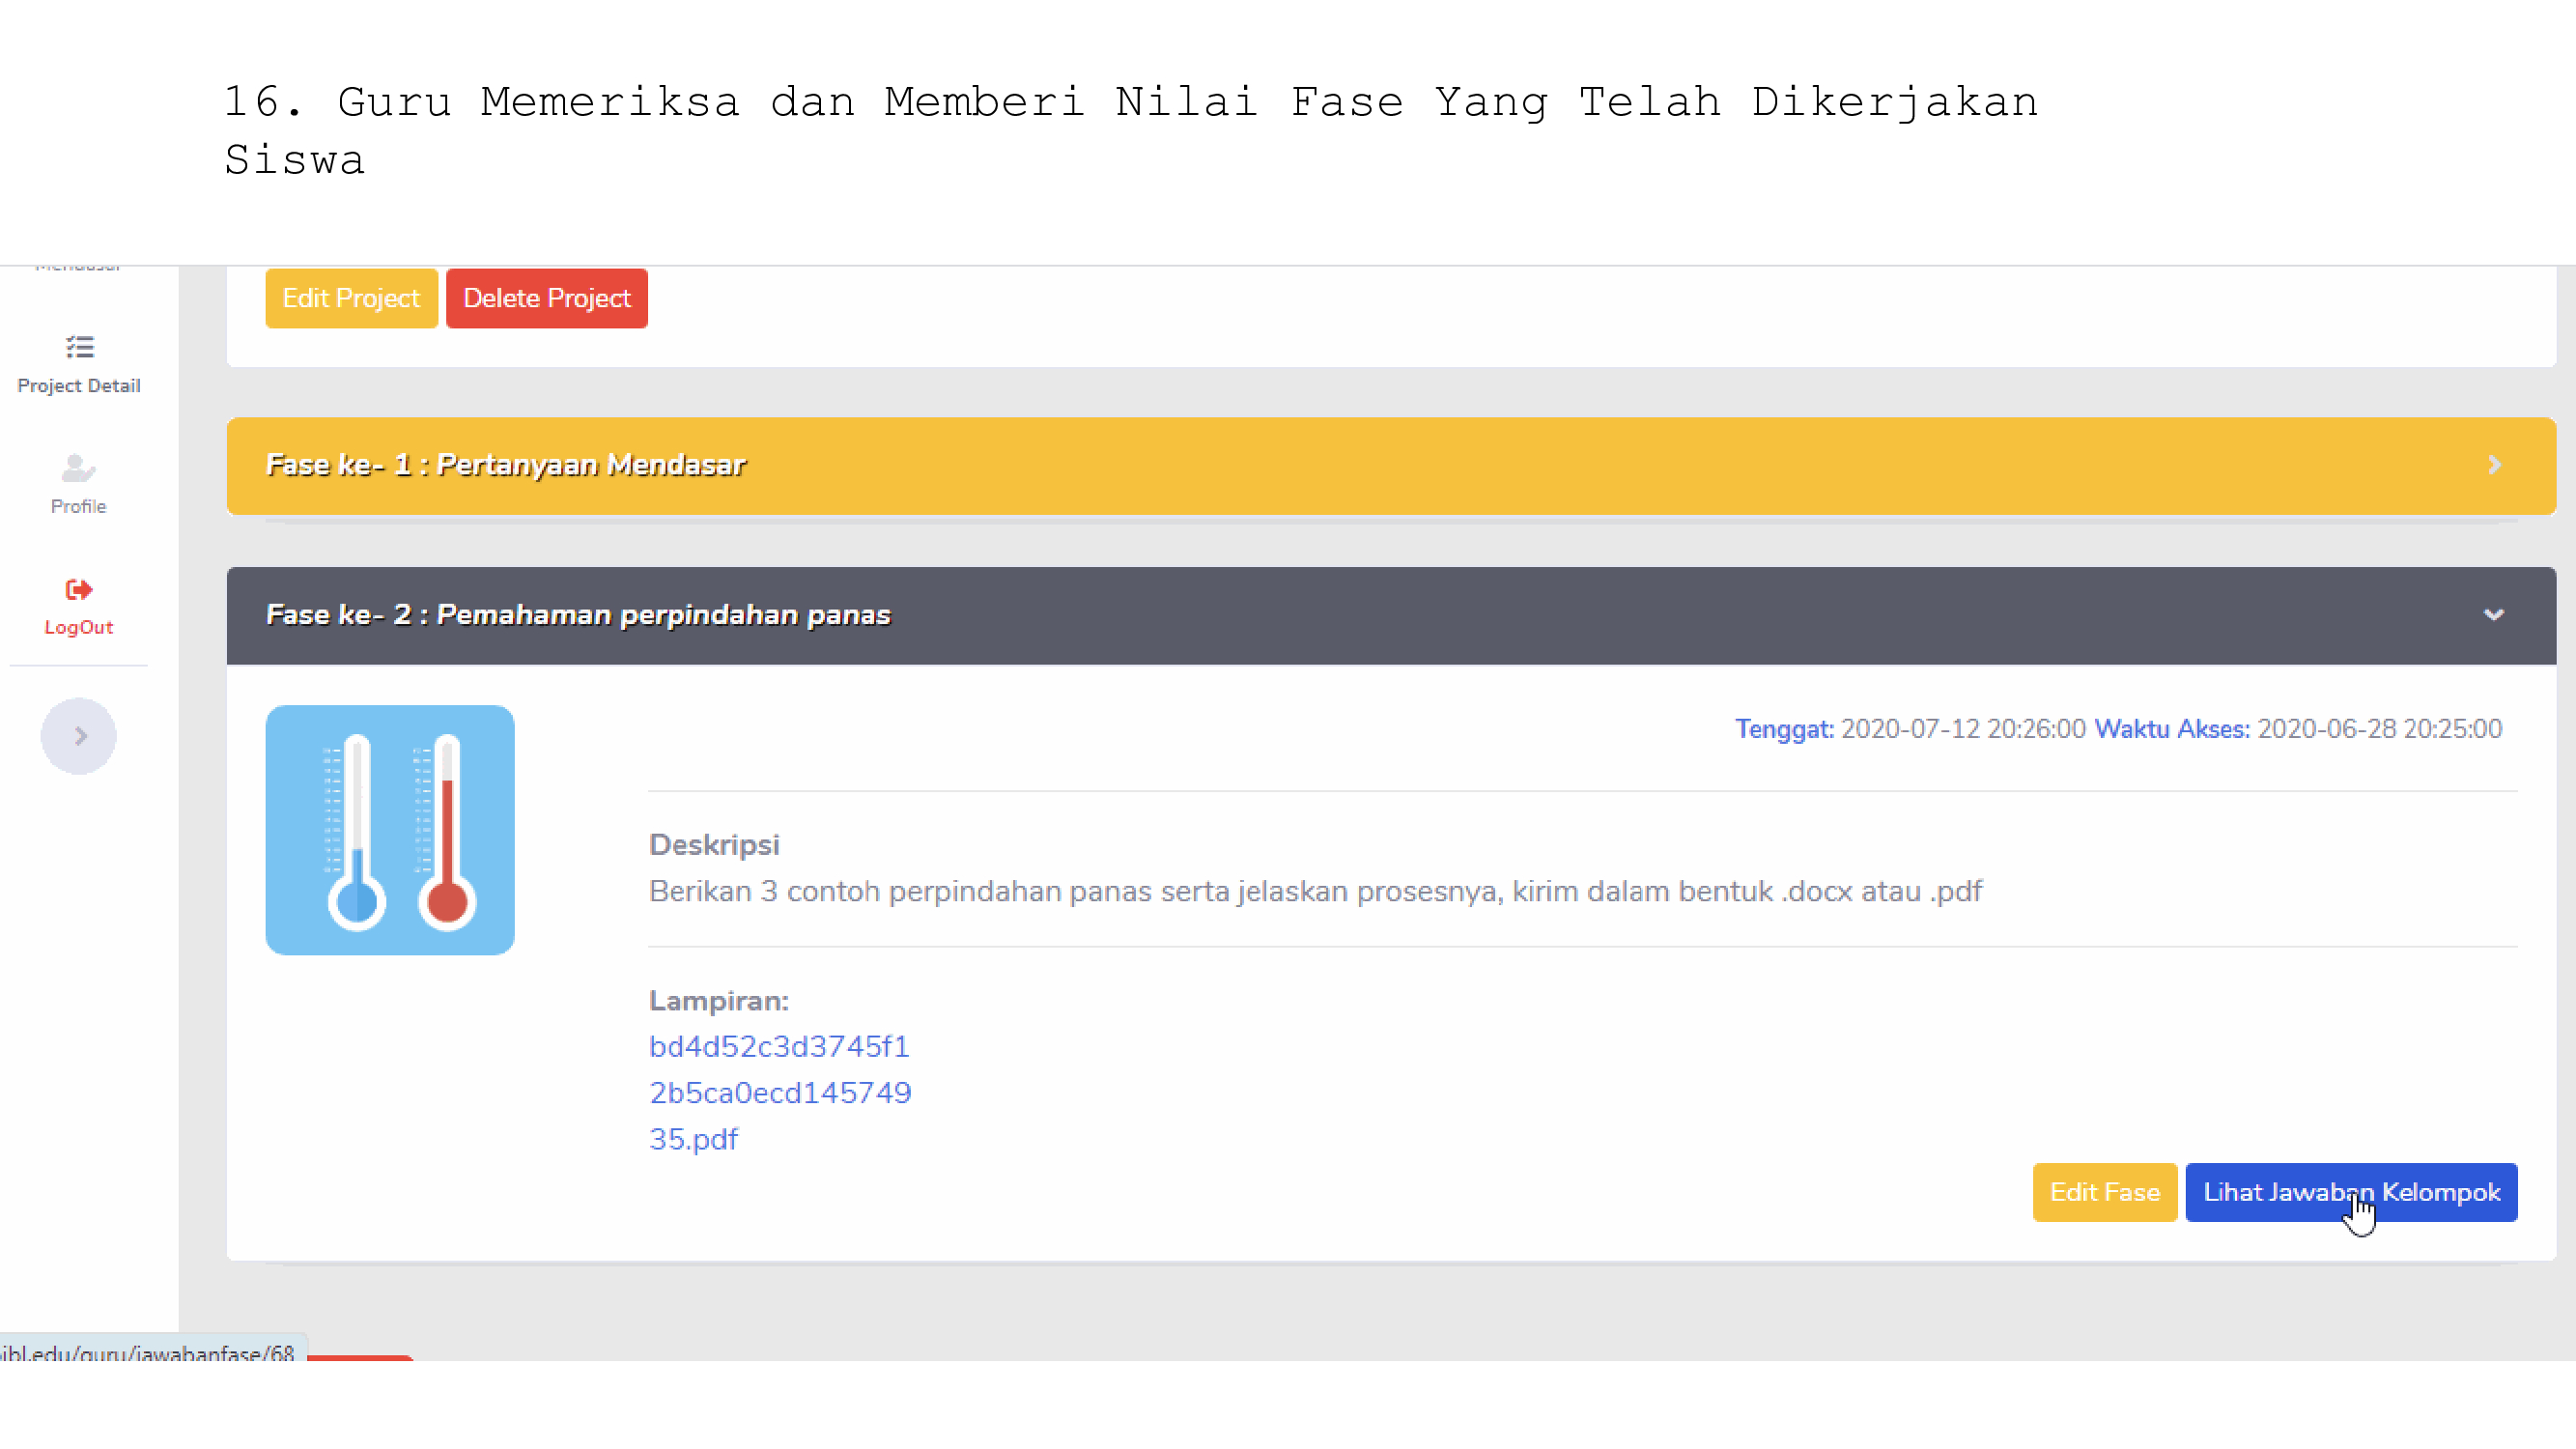 16. Guru Memeriksa dan Memberi Nilai Fase Yang Telah Dikerjakan
Siswa
Edit Project
Delete Project
Project Detail
Profile
LogOut
Fase ke- 1 : Pertanyaan Mendasar
Fase ke- 2 : Pemahaman perpindahan panas
Tenggat: 2020-07-12 20:26:00 Waktu Akses: 2020-06-28 20:25:00
Deskripsi
Berikan 3 contoh perpindahan panas serta jelaskan prosesnya, kirim dalam bentuk .docx atau .pdf
Lampiran:
bd4d52c3d3745f1
2b5ca0ecd145749
35.pdf
Edit Fase
Lihat Jawaban Kelompok
ibl.edu/guru/jawabanfase/68